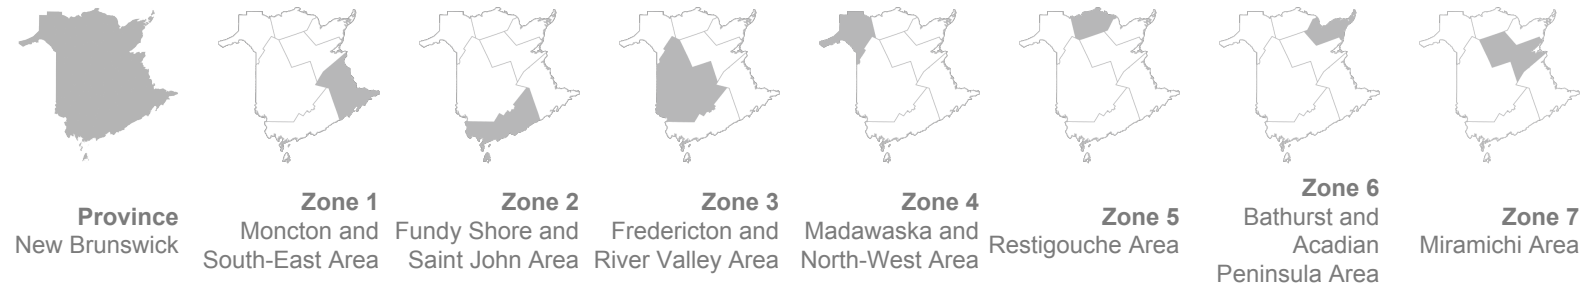 Province
New Brunswick
Zone 1
Moncton and
South-East Area
Zone 2
Fundy Shore and
Saint John Area
Zone 3
Fredericton and
River Valley Area
Zone 4
Madawaska and
North-West Area
Zone 5
Restigouche Area
Zone 6
Bathurst and
Acadian
Peninsula Area
Zone 7
Miramichi Area